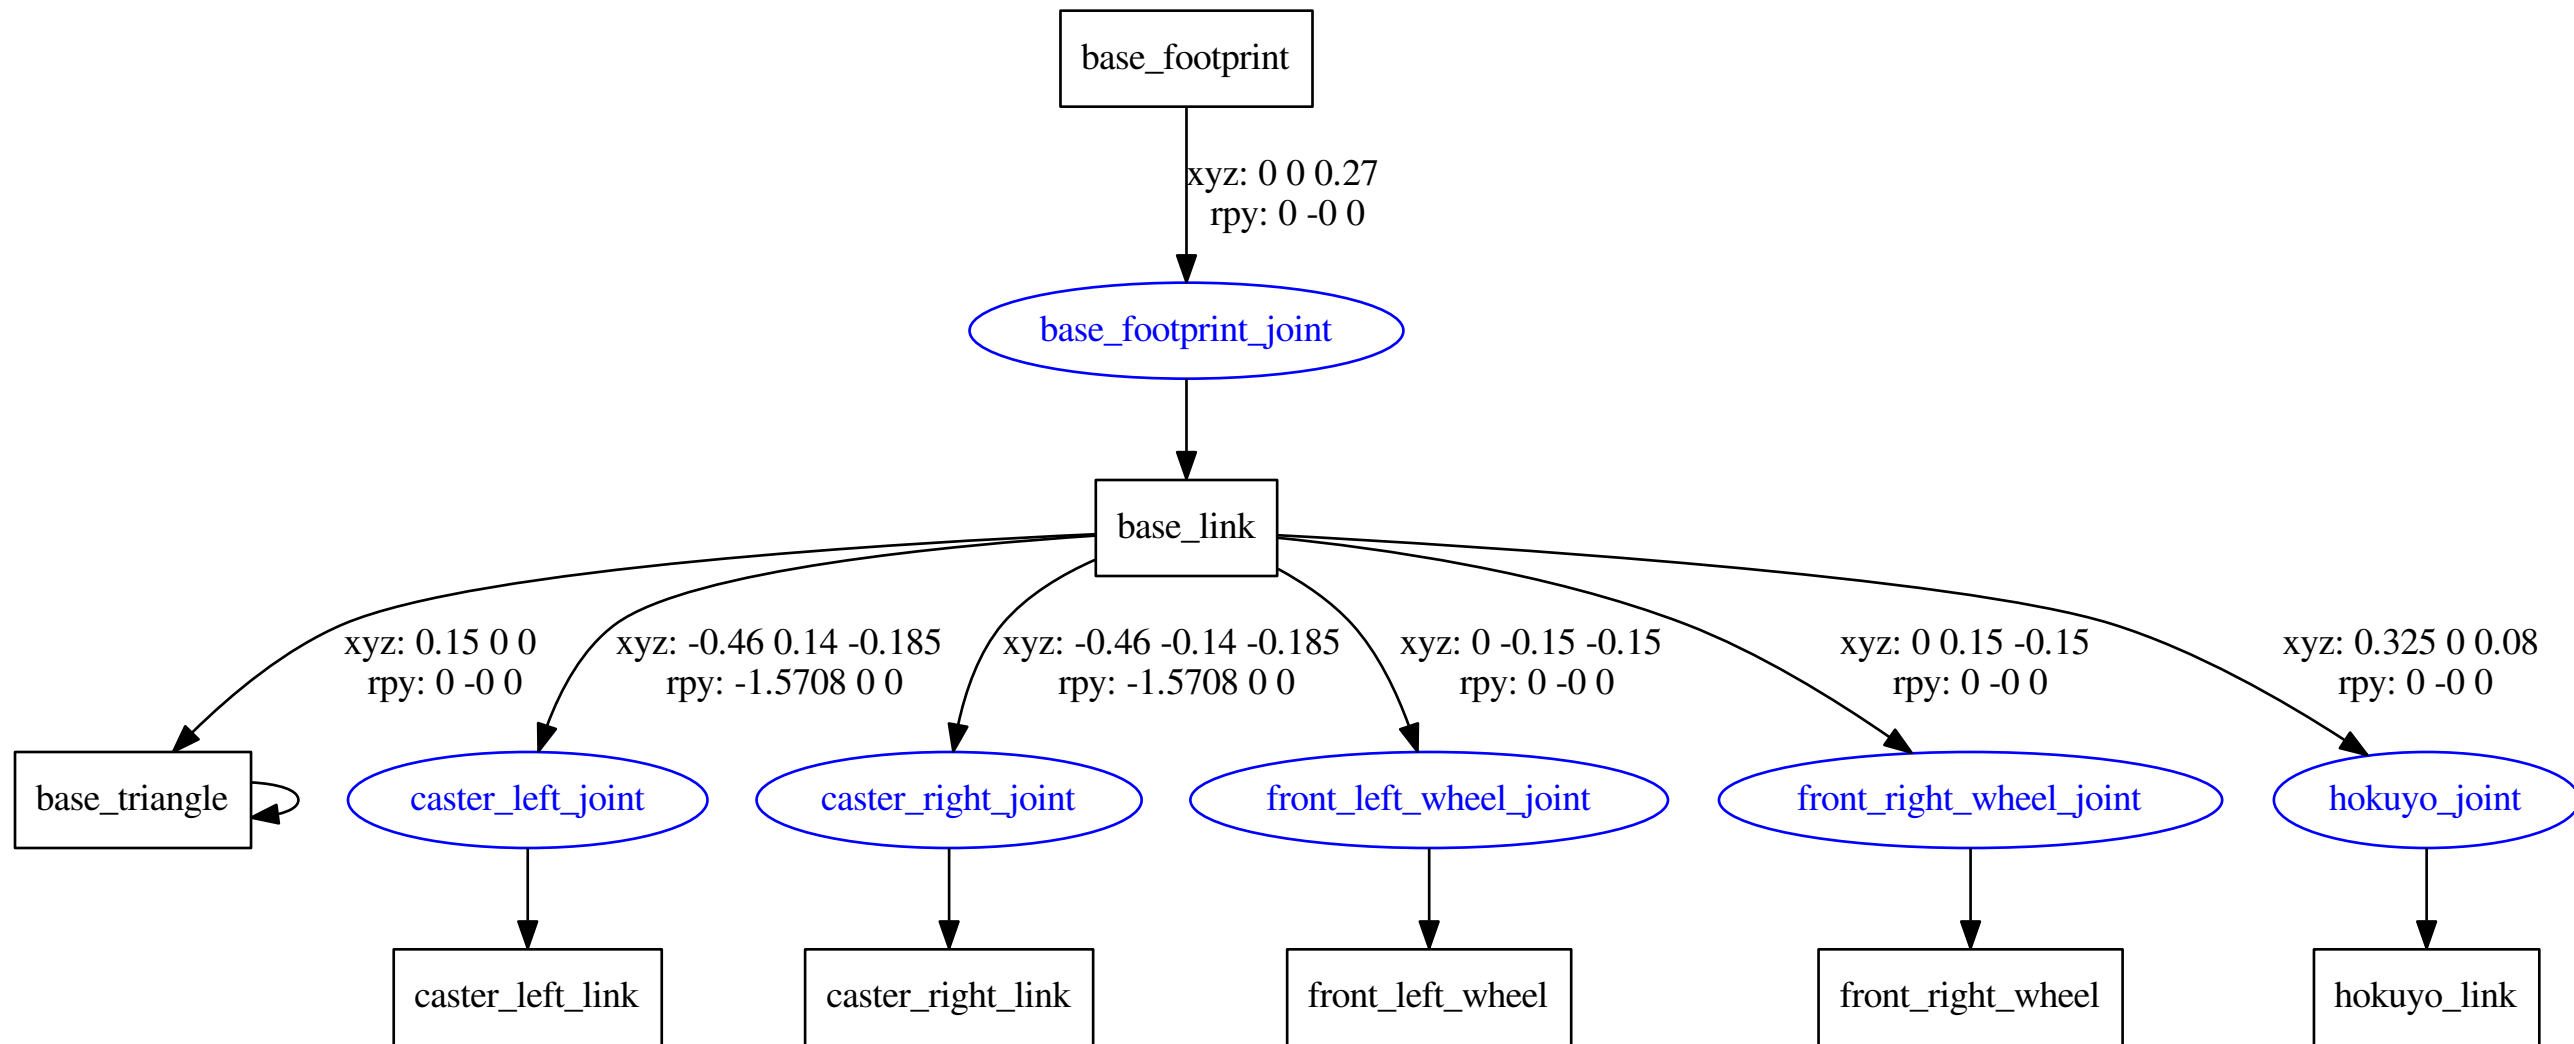 base_footprint
xyz: 0 0 0.27
rpy: 0 -0 0
base_footprint_joint
base_link
xyz: 0.15 0 0
rpy: 0 -0 0
xyz: -0.46 0.14 -0.185
rpy: -1.5708 0 0
xyz: -0.46 -0.14 -0.185
rpy: -1.5708 0 0
xyz: 0 -0.15 -0.15
rpy: 0 -0 0
xyz: 0 0.15 -0.15
rpy: 0 -0 0
xyz: 0.325 0 0.08
rpy: 0 -0 0
base_triangle
caster_left_joint
caster_right_joint
front_left_wheel_joint
front_right_wheel_joint
hokuyo_joint
caster_left_link
caster_right_link
front_left_wheel
front_right_wheel
hokuyo_link